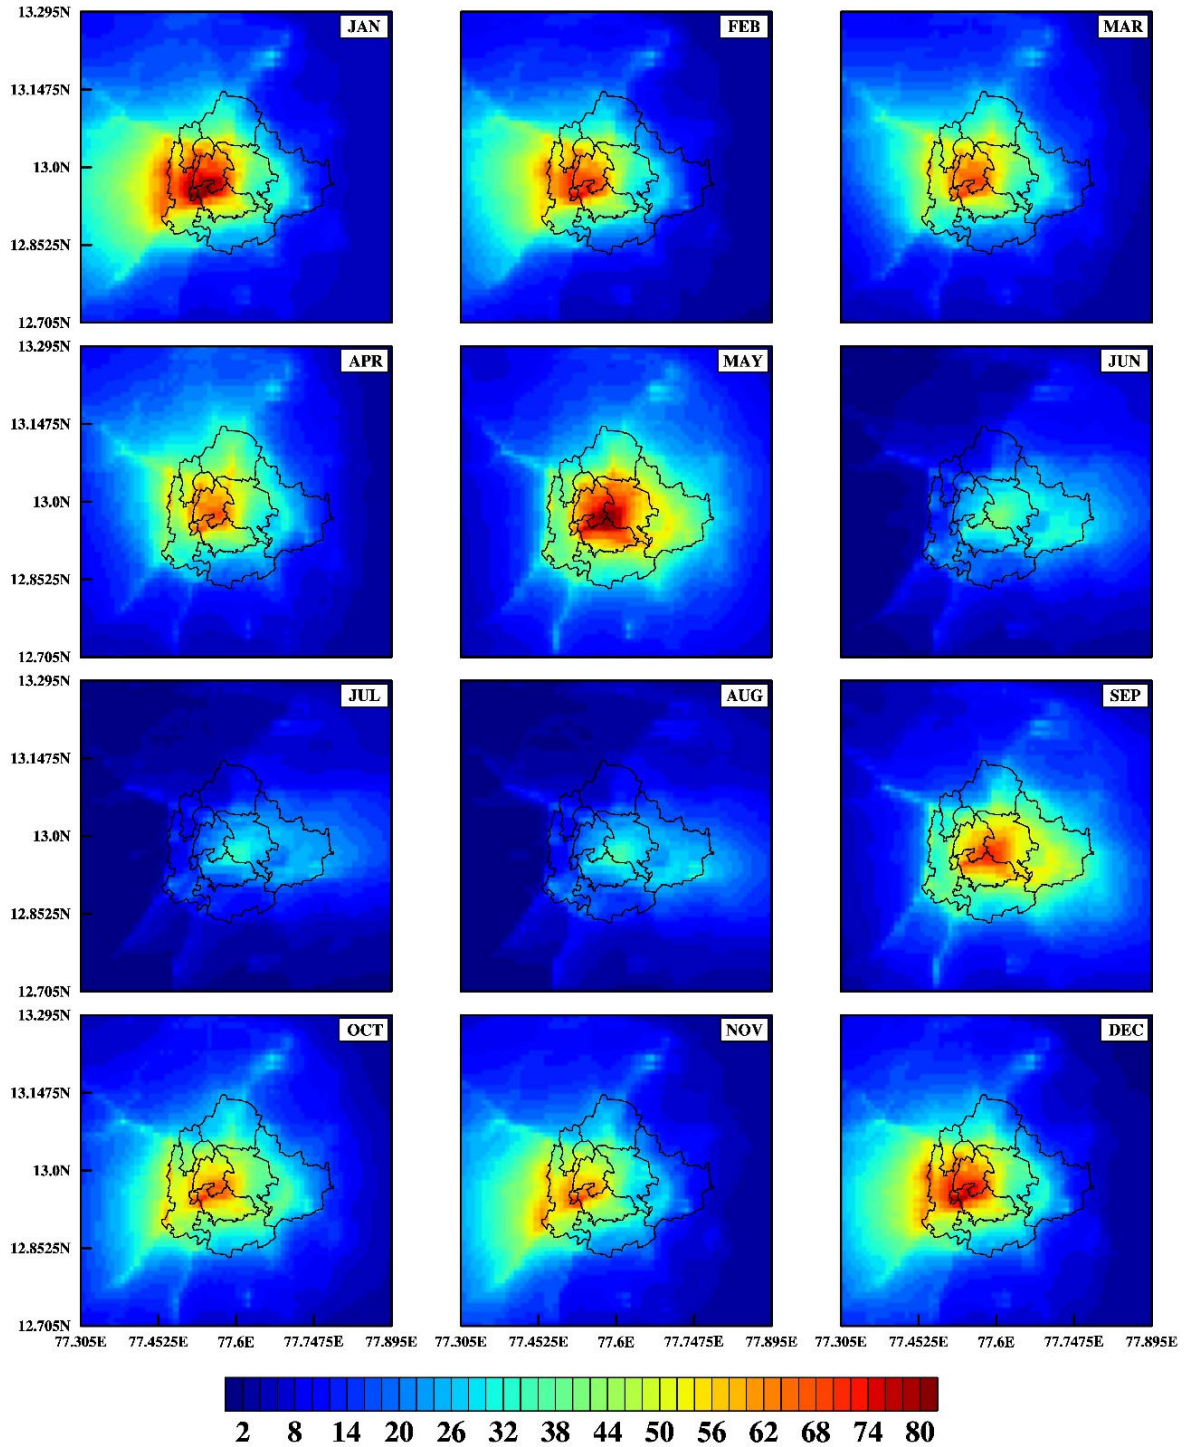 13.295N JAN FEB MAR
13.1475N
13.0N
12.8525N
12.705N
13.295N APR MAY JUN
13.1475N
13.0N
12.8525N
12.705N
13.295N JUL AUG SEP
13.1475N
13.0N
12.8525N
12.705N
13.295N OCT NOV DEC
13.1475N
13.0N
12.8525N
12.705N
77.305E 77.4525E 77.6E 77.7475E 77.895E 77.305E 77.4525E 77.6E 77.7475E 77.305E 77.4525E 77.6E 77.7475E 77.895E
2 8 14 20 26 32 38 44 50 56 62 68 74 80